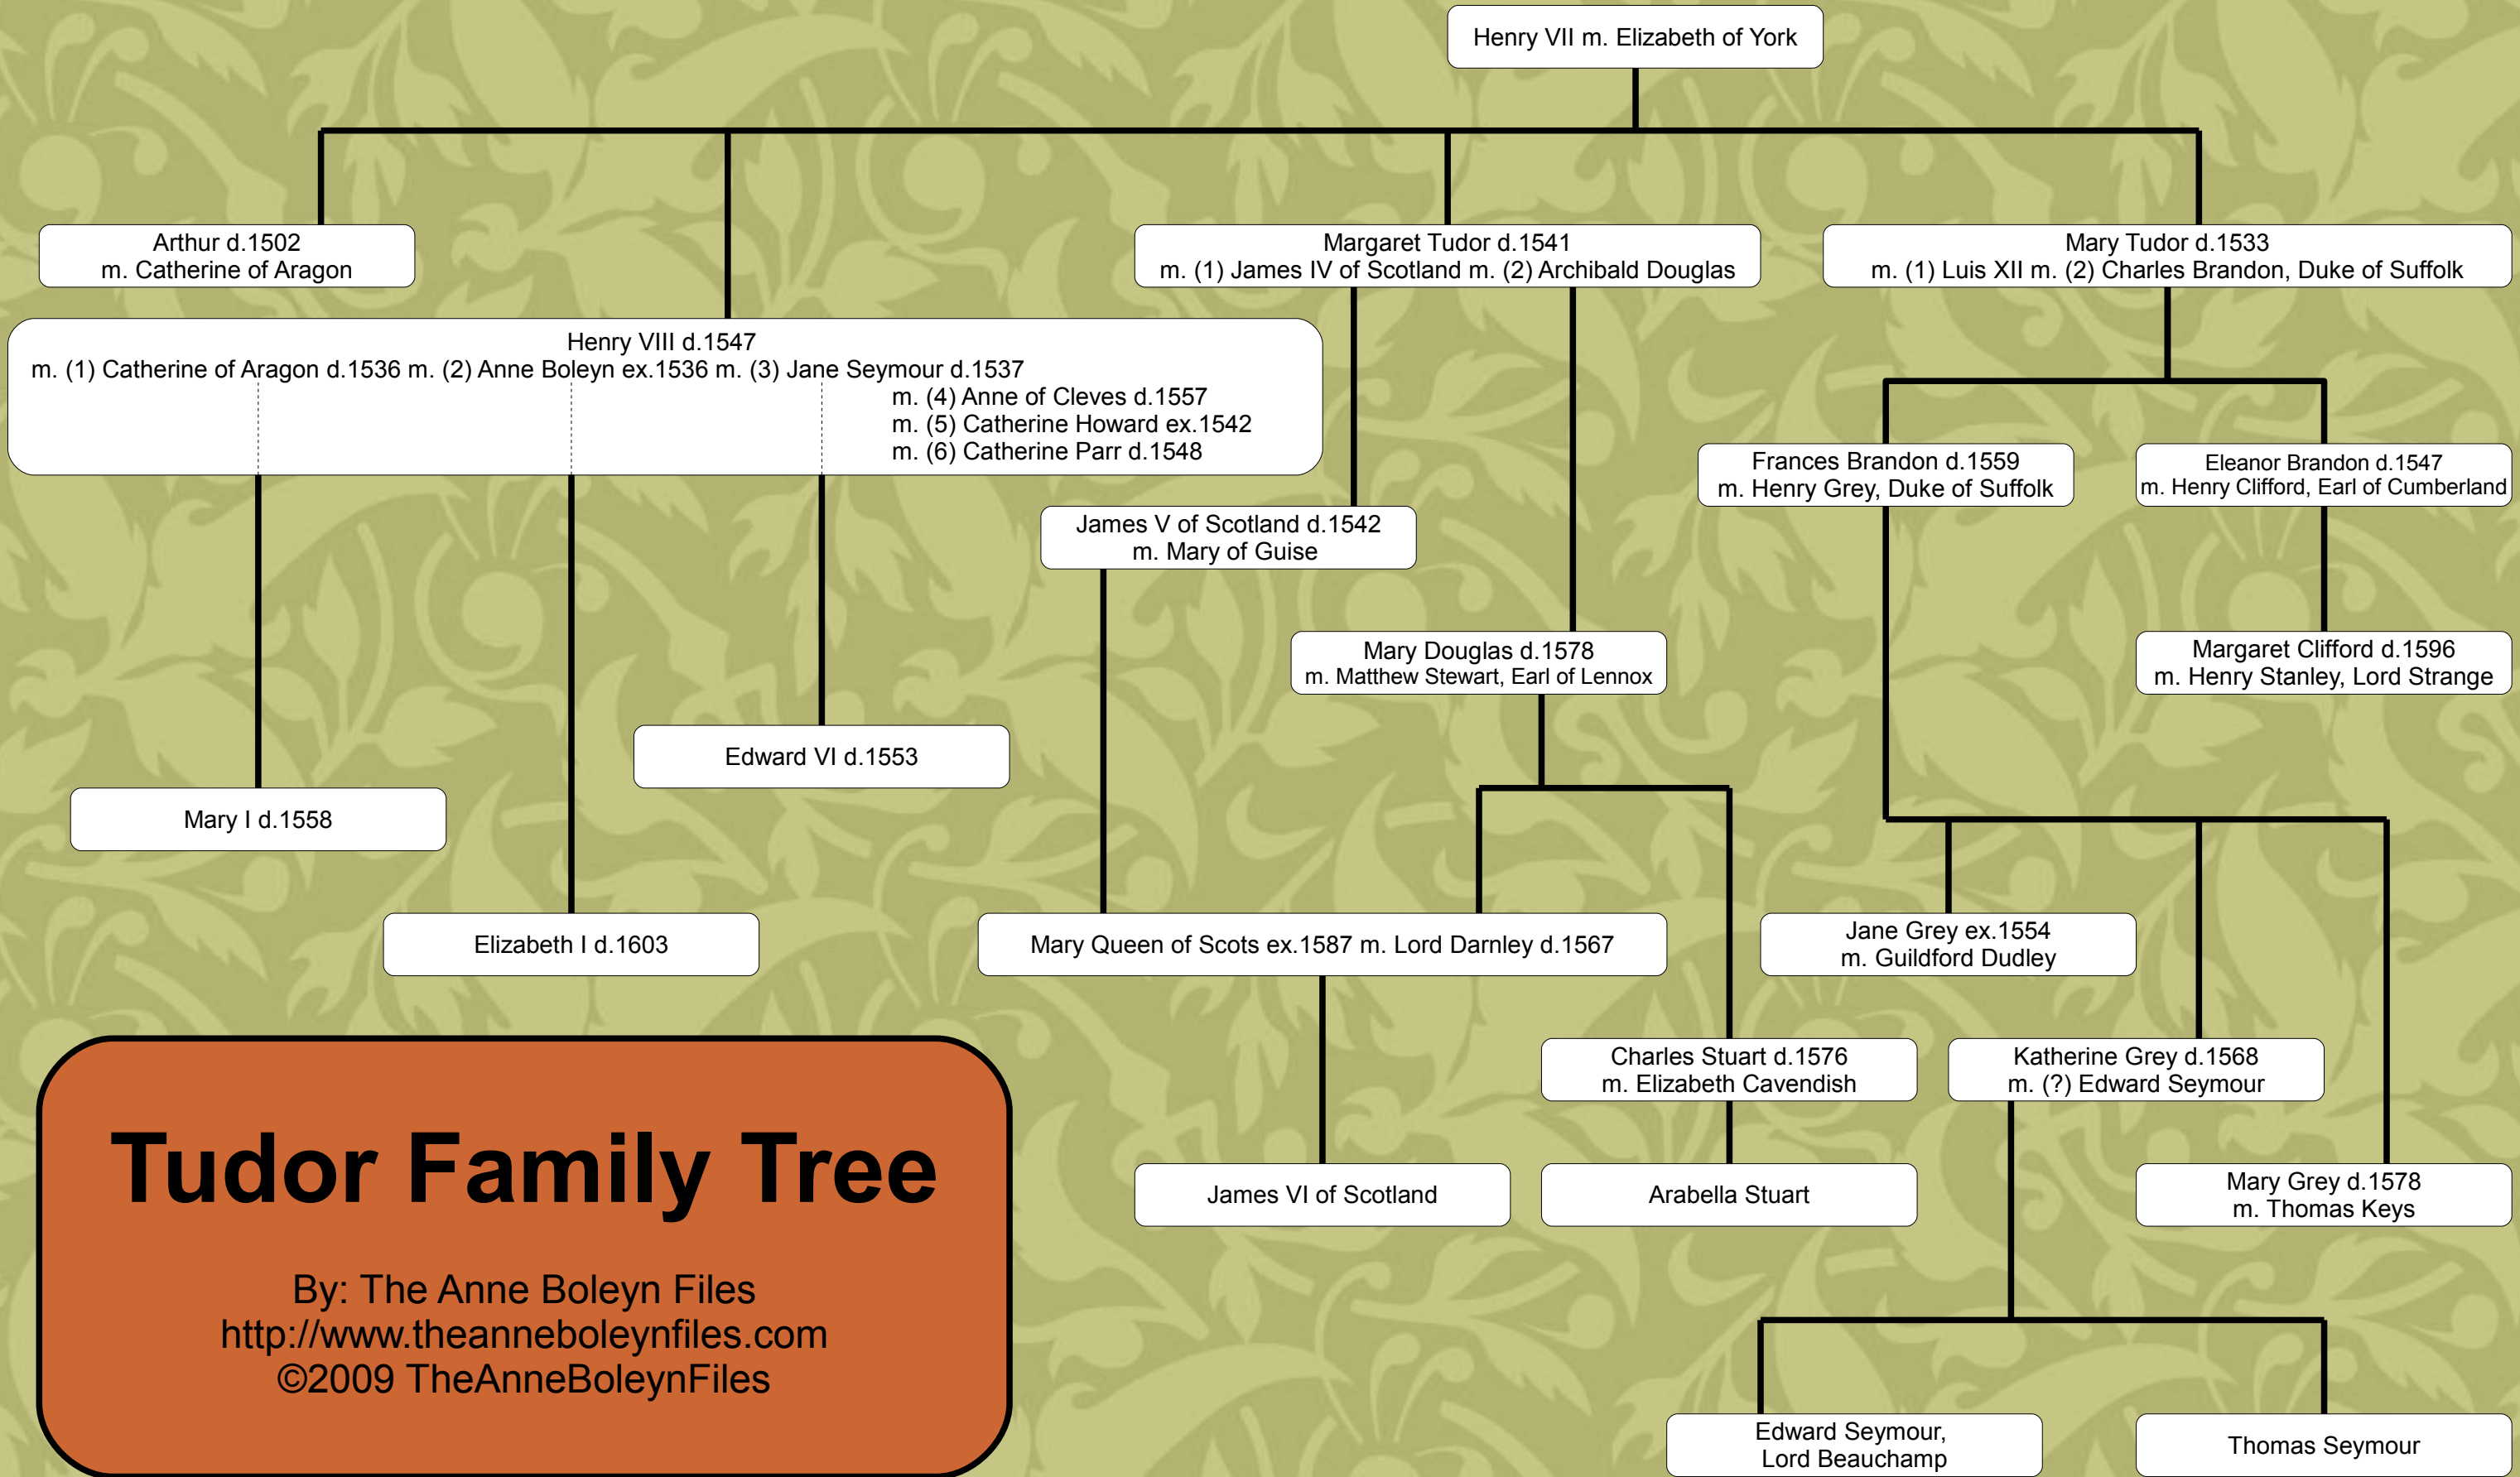 Henry VII m. Elizabeth of York
Arthur d.1502
m. Catherine of Aragon
Margaret Tudor d.1541
m. (1) James IV of Scotland m. (2) Archibald Douglas
Mary Tudor d.1533
m. (1) Luis XII m. (2) Charles Brandon, Duke of Suffolk
Henry VIII d.1547
m. (1) Catherine of Aragon d.1536 m. (2) Anne Boleyn ex.1536 m. (3) Jane Seymour d.1537
m. (4) Anne of Cleves d.1557
m. (5) Catherine Howard ex.1542
m. (6) Catherine Parr d.1548
Frances Brandon d.1559
m. Henry Grey, Duke of Suffolk
Eleanor Brandon d.1547
m. Henry Clifford, Earl of Cumberland
James V of Scotland d.1542
m. Mary of Guise
Mary Douglas d.1578
m. Matthew Stewart, Earl of Lennox
Margaret Clifford d.1596
m. Henry Stanley, Lord Strange
Edward VI d.1553
Mary I d.1558
Elizabeth I d.1603
Mary Queen of Scots ex.1587 m. Lord Darnley d.1567
Jane Grey ex.1554
m. Guildford Dudley
Charles Stuart d.1576
m. Elizabeth Cavendish
Katherine Grey d.1568
m. (?) Edward Seymour
James VI of Scotland
Arabella Stuart
Mary Grey d.1578
m. Thomas Keys
Edward Seymour,
Lord Beauchamp
Thomas Seymour
Tudor Family Tree
By: The Anne Boleyn Files
http://www.theanneboleynfiles.com
©2009 TheAnneBoleynFiles